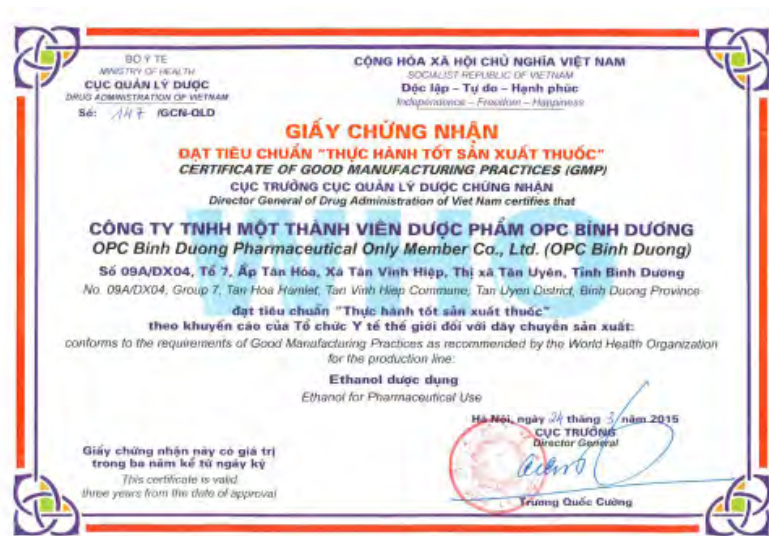 BỘ Y TẾ
MINISTRY OF HEALTH
CỤC QUẢN LÝ DƯỢC
DRUG ADMINISTRATION OF VIETNAM
Số: 147 /GCN-QLD
CỘNG HÒA XÃ HỘI CHỦ NGHĨA VIỆT NAM
SOCIALIST REPUBLIC OF VIETNAM
Độc lập – Tự do – Hạnh phúc
Independence – Freedom – Happiness
GIẤY CHỨNG NHẬN
ĐẠT TIÊU CHUẨN "THỰC HÀNH TỐT SẢN XUẤT THUỐC"
CERTIFICATE OF GOOD MANUFACTURING PRACTICES (GMP)
CỤC TRƯỞNG CỤC QUẢN LÝ DƯỢC CHỨNG NHẬN
Director General of Drug Administration of Viet Nam certifies that
WHO
CÔNG TY TNHH MỘT THÀNH VIÊN DƯỢC PHẨM OPC BÌNH DƯƠNG
OPC Binh Duong Pharmaceutical Only Member Co., Ltd. (OPC Binh Duong)
Số 09A/DX04, Tổ 7, Ấp Tân Hóa, Xã Tân Vĩnh Hiệp, Thị xã Tân Uyên, Tỉnh Bình Dương
No. 09A/DX04, Group 7, Tan Hoa Hamlet, Tan Vinh Hiep Commune, Tan Uyen District, Binh Duong Province
đạt tiêu chuẩn "Thực hành tốt sản xuất thuốc"
theo khuyến cáo của Tổ chức Y tế thế giới đối với dây chuyền sản xuất:
conforms to the requirements of Good Manufacturing Practices as recommended by the World Health Organization
for the production line:
Ethanol dược dụng
Ethanol for Pharmaceutical Use
Hà Nội, ngày 24 tháng 3/năm 2015
CỤC TRƯỞNG
Director General
Trương Quốc Cường
Giấy chứng nhận này có giá trị
trong ba năm kể từ ngày ký
This certificate is valid
three years from the date of approval